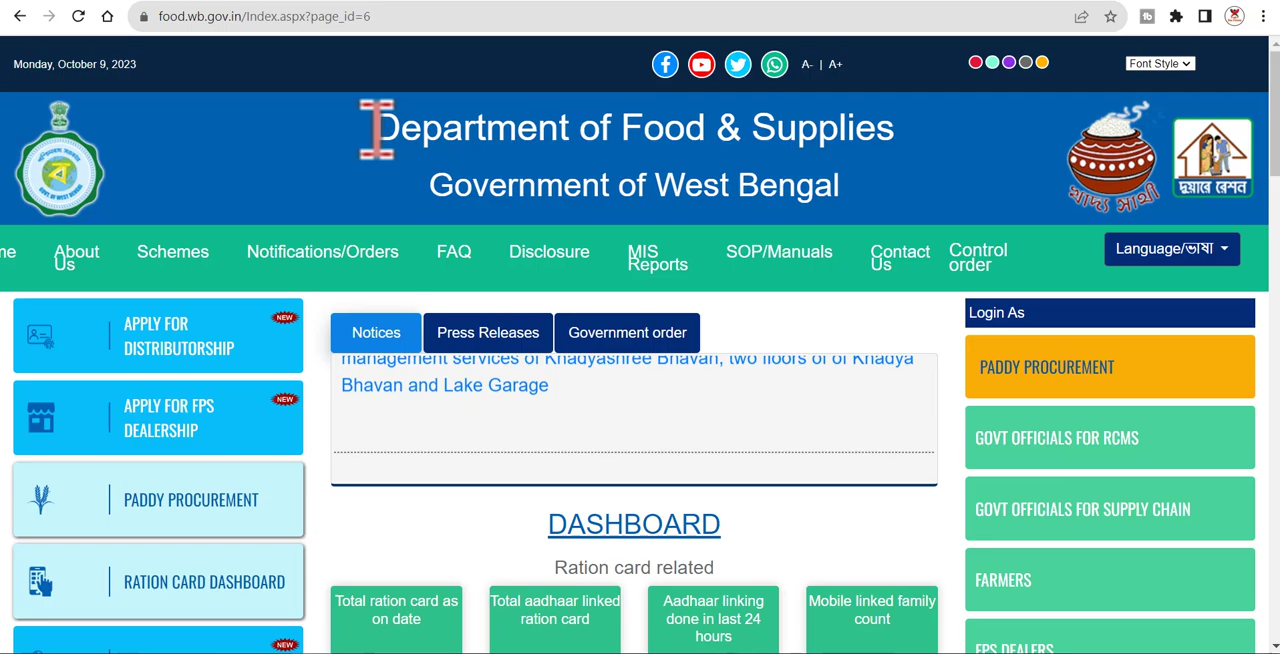 food.wb.gov.in/Index.aspx?page_id=6
Monday, October 9, 2023
A- | A+
Font Style
Department of Food & Supplies
Government of West Bengal
খাদ্য সাথী
দুয়ারে রেশন
me
About Us
Schemes
Notifications/Orders
FAQ
Disclosure
MIS Reports
SOP/Manuals
Contact Us
Control order
Language/ভাষা
APPLY FOR
DISTRIBUTORSHIP
NEW
APPLY FOR FPS
DEALERSHIP
NEW
PADDY PROCUREMENT
RATION CARD DASHBOARD
NEW
Notices
Press Releases
Government order
management services of Khadyashree Bhavan, two floors of of Khadya
Bhavan and Lake Garage
DASHBOARD
Ration card related
Total ration card as
on date
Total aadhaar linked
ration card
Aadhaar linking
done in last 24
hours
Mobile linked family
count
Login As
PADDY PROCUREMENT
GOVT OFFICIALS FOR RCMS
GOVT OFFICIALS FOR SUPPLY CHAIN
FARMERS
FPS DEALERS